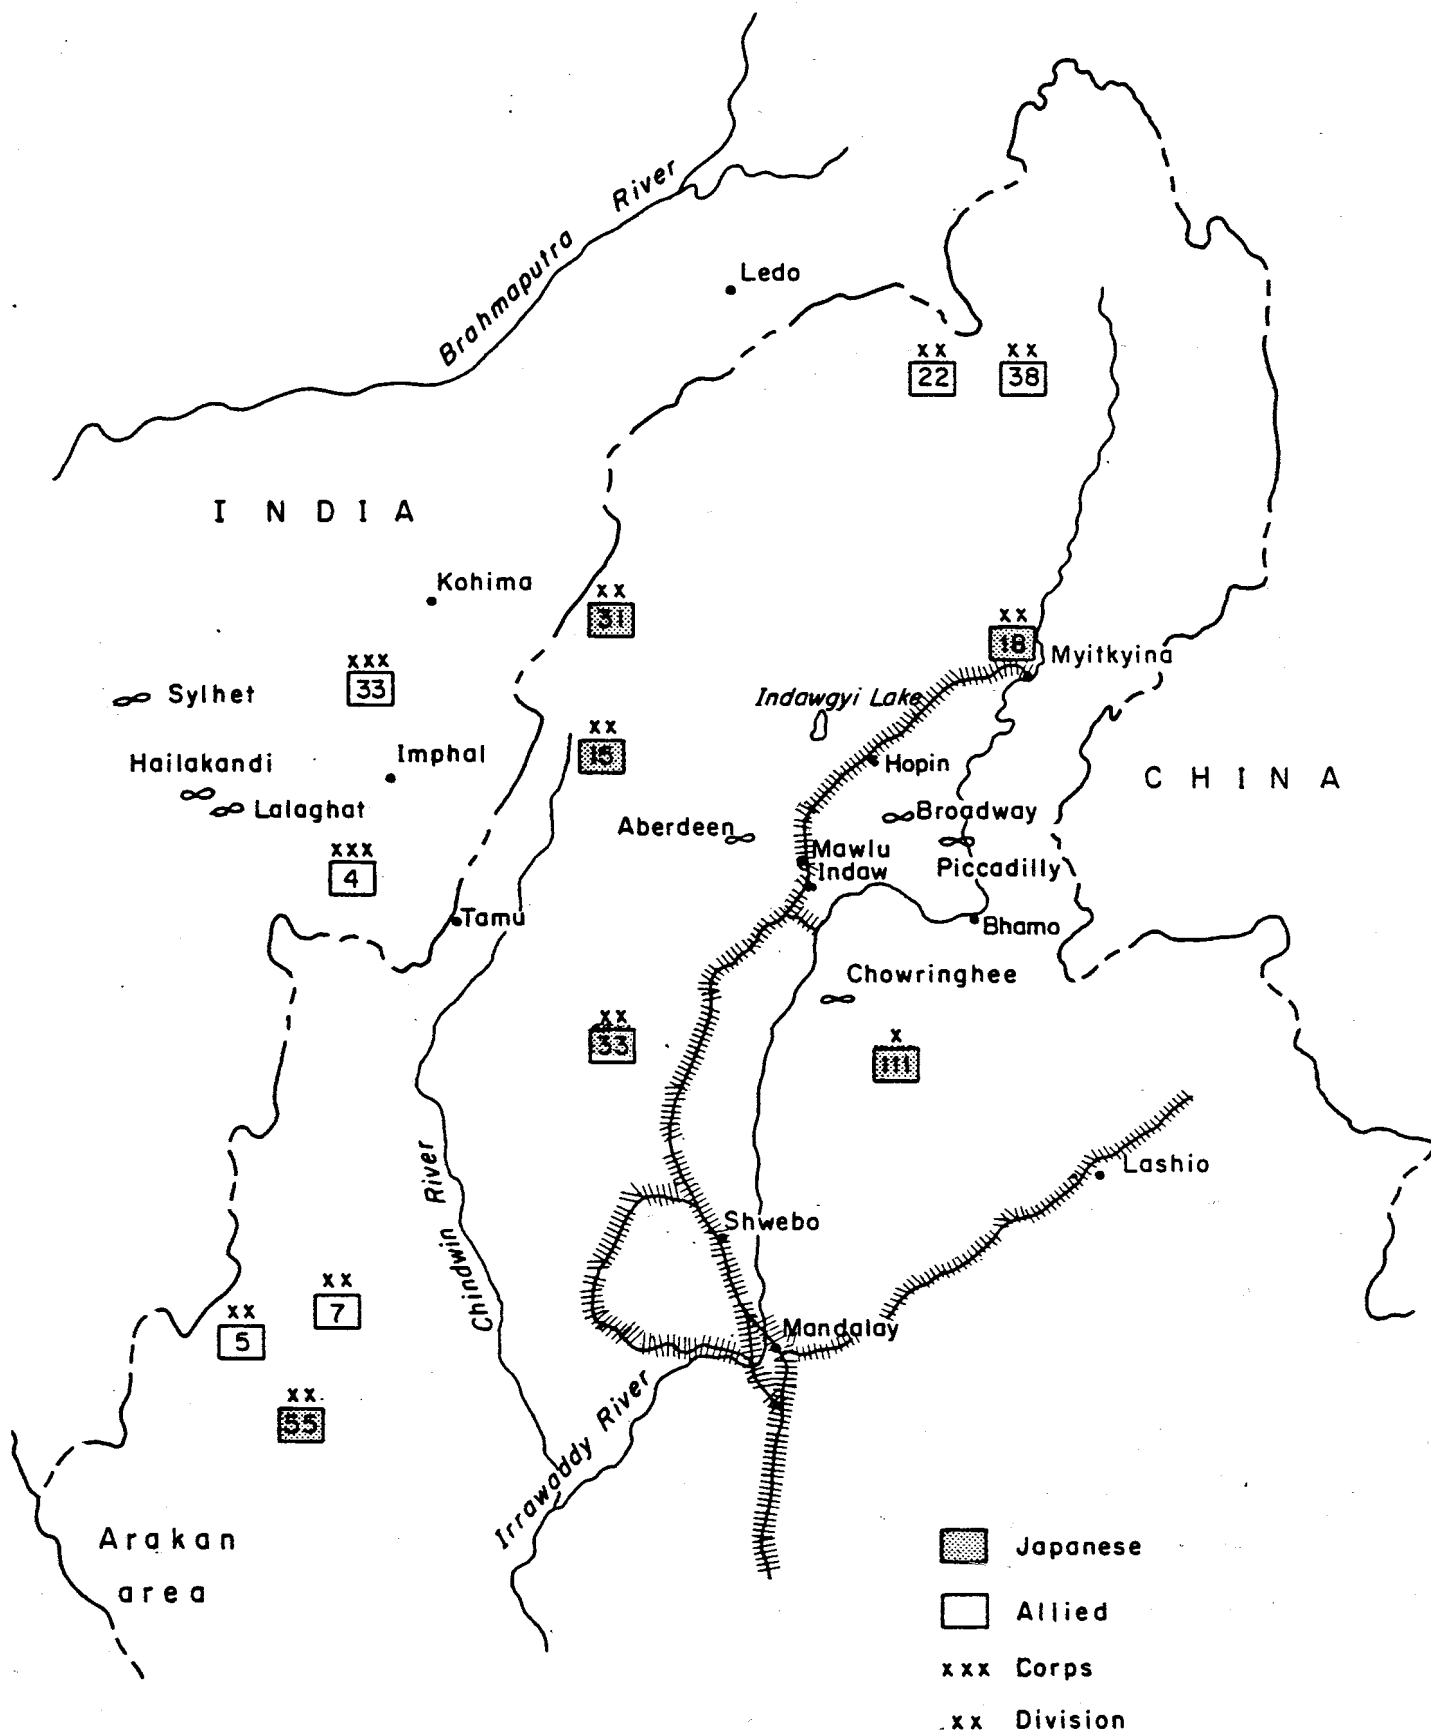 Brahmaputra River
Ledo
xx
22
xx
38
INDIA
Kohima
xx
31
xx
18
Myitkyina
xxx
33
Sylhet
Indawgyi Lake
xx
15
Imphal
Hailakandi
Hopin
CHINA
Lalaghat
Broadway
Aberdeen
Mawlu
xxx
4
Indaw
Piccadilly
Tamu
Bhamo
Chowringhee
xx
33
x
111
Chindwin River
Lashio
Shwebo
xx
7
xx
5
Mandalay
xx
55
Irrawaddy River
Arakan
area
Japanese
Allied
xxx Corps
xx Division